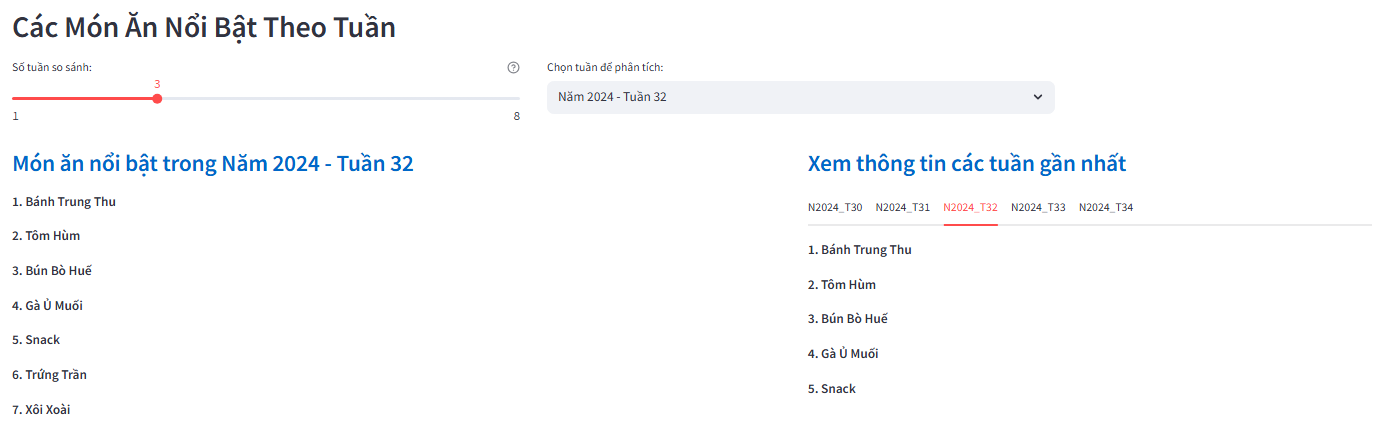 Các Món Ăn Nổi Bật Theo Tuần
Số tuần so sánh:
3
1 8
Chọn tuần để phân tích:
Năm 2024 - Tuần 32
Món ăn nổi bật trong Năm 2024 - Tuần 32
1. Bánh Trung Thu
2. Tôm Hùm
3. Bún Bò Huế
4. Gà Ủ Muối
5. Snack
6. Trứng Trần
7. Xôi Xoài
Xem thông tin các tuần gần nhất
N2024_T30 N2024_T31 N2024_T32 N2024_T33 N2024_T34
1. Bánh Trung Thu
2. Tôm Hùm
3. Bún Bò Huế
4. Gà Ủ Muối
5. Snack